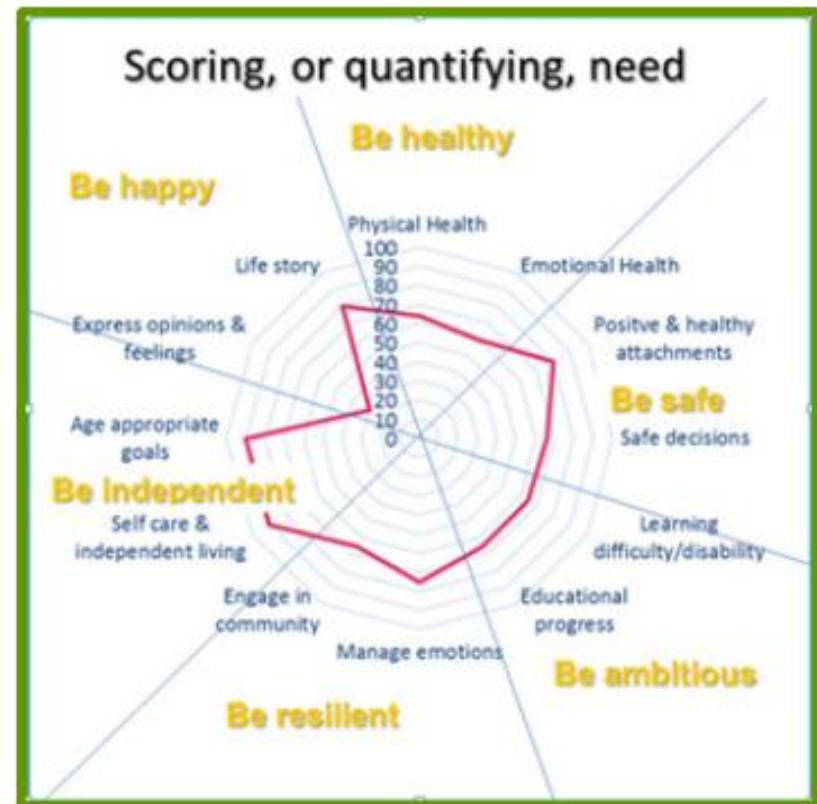 Scoring, or quantifying, need
Be healthy
Be happy
Physical Health
100
90
80
70
60
50
40
30
20
10
0
Life story
Emotional Health
Express opinions &
feelings
Positve & healthy
attachments
Be safe
Age appropriate
goals
Safe decisions
Be independent
Self care &
independent living
Learning
difficulty/disability
Engage in
community
Educational
progress
Manage emotions
Be ambitious
Be resilient